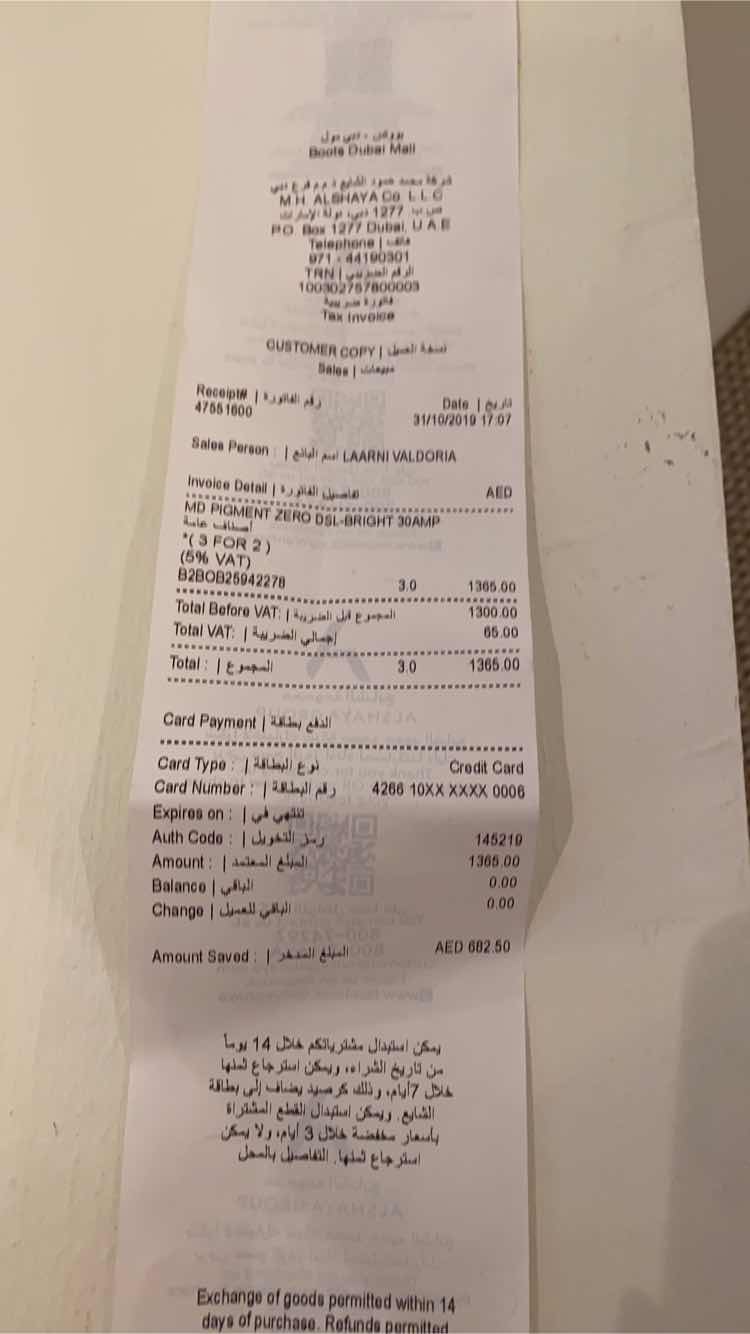 بووتس - دبي مول
Boots Dubai Mall
شركة محمد حمود الشايع ذ.م.م فرع دبي
M.H. ALSHAYA Co. L L C
ص.ب 1277 دبي، دولة الإمارات
P.O. Box 1277 Dubai, U A E
Telephone | هاتف
971 - 44190301
TRN | الرقم الضريبي
100302757800003
فاتورة ضريبية
Tax Invoice
CUSTOMER COPY | نسخة العميل
Sales | مبيعات
Receipt# | رقم الفاتورة
Date | تاريخ
47551600
31/10/2019 17:07
Sales Person : | اسم البائع LAARNI VALDORIA
Invoice Detail | تفاصيل الفاتورة AED
MD PIGMENT ZERO DSL-BRIGHT 30AMP
أصناف عامة
*( 3 FOR 2 )
(5% VAT)
B2BOB25942278 3.0 1365.00
Total Before VAT: | المجموع قبل الضريبة 1300.00
Total VAT: | إجمالي الضريبة 65.00
Total : | المجموع 3.0 1365.00
Card Payment | الدفع بطاقة
Card Type : | نوع البطاقة Credit Card
Card Number : | رقم البطاقة 4266 10XX XXXX 0006
Expires on : | تنتهي في
Auth Code : | رمز التخويل 145219
Amount : | المبلغ المعتمد 1365.00
Balance | الباقي 0.00
Change | الباقي للعميل 0.00
Amount Saved : | المبلغ المدخر AED 682.50
يمكن استبدال مشترياتكم خلال 14 يوماً
من تاريخ الشراء، ويمكن استرجاع ثمنها
خلال 7أيام، وذلك كرصيد يضاف إلى بطاقة
الشايع. ويمكن استبدال القطع المشتراة
بأسعار مخفضة خلال 3 أيام، ولا يمكن
استرجاع ثمنها. التفاصيل بالمحل
Exchange of goods permitted within 14
days of purchase. Refunds permitted